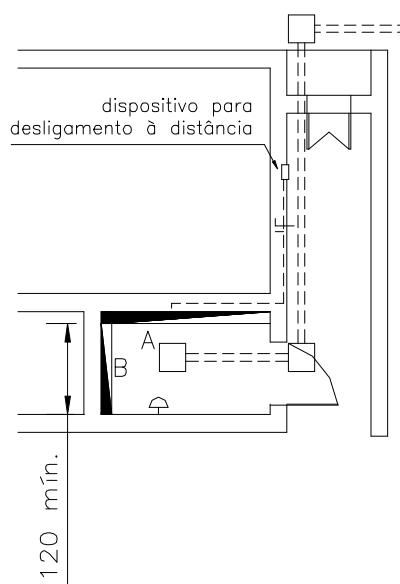 dispositivo para
desligamento à distância
A
B
120 mín.